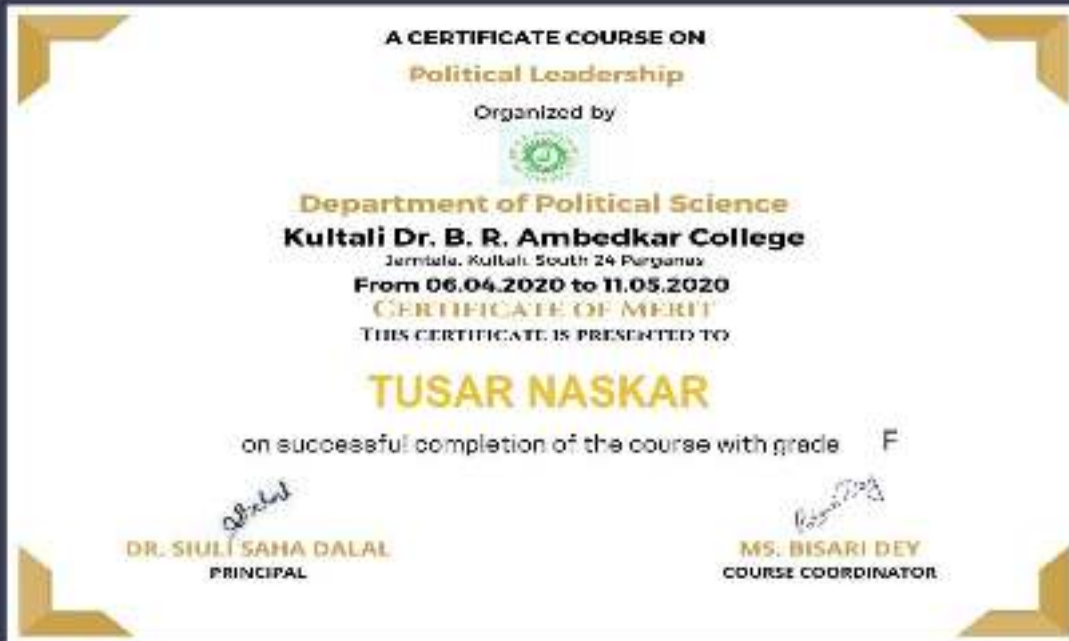 A CERTIFICATE COURSE ON
Political Leadership
Organized by
Department of Political Science
Kultali Dr. B. R. Ambedkar College
Jamtala, Kultali, South 24 Parganas
From 06.04.2020 to 11.05.2020
CERTIFICATE OF MERIT
THIS CERTIFICATE IS PRESENTED TO
TUSAR NASKAR
on successful completion of the course with grade F
DR. SIULI SAHA DALAL
PRINCIPAL
MS. BISARI DEY
COURSE COORDINATOR